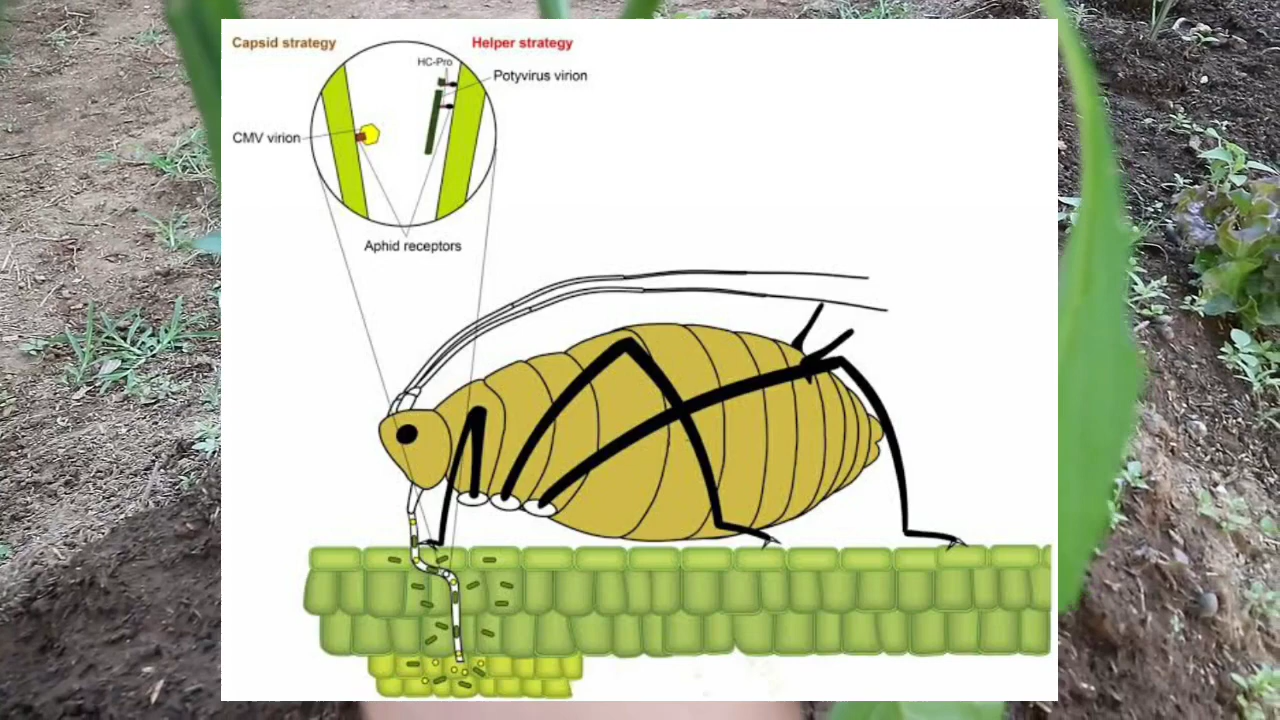 Capsid strategy
Helper strategy
HC-Pro
Potyvirus virion
CMV virion
Aphid receptors